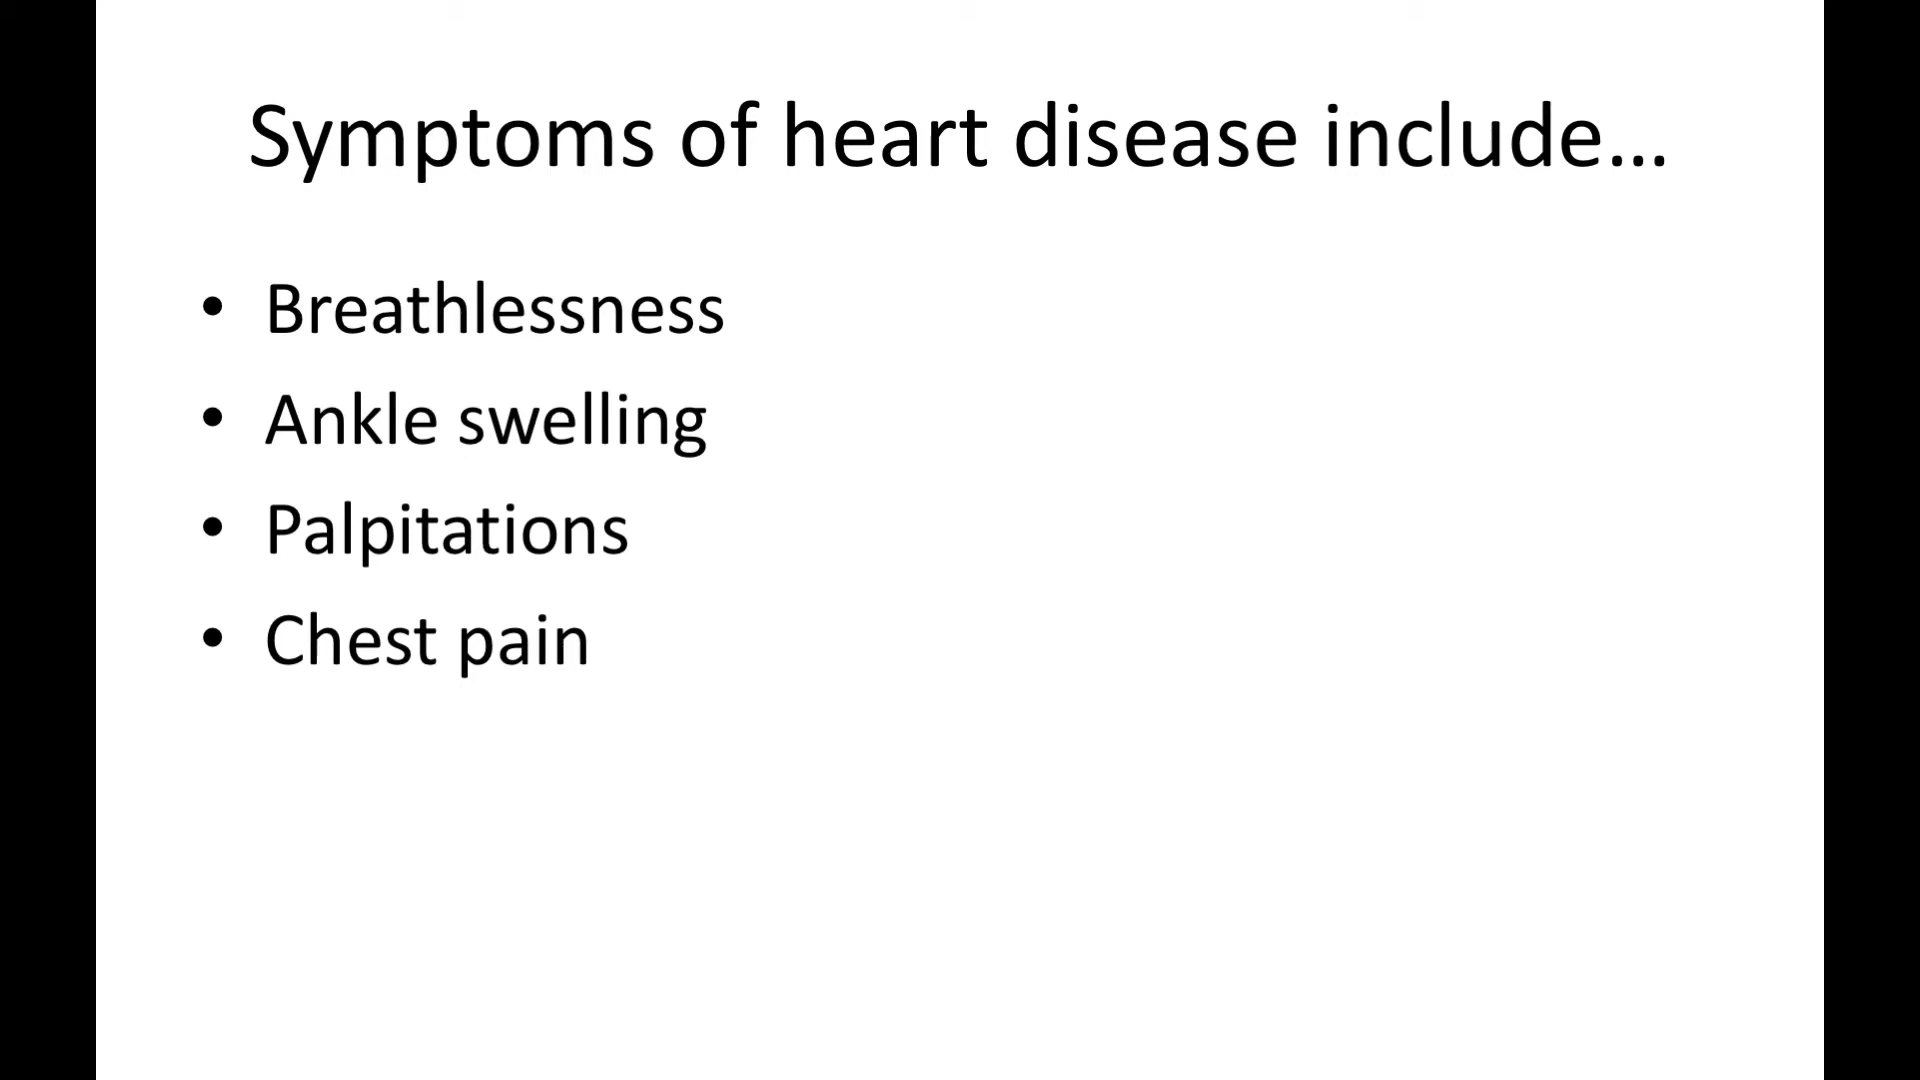 Symptoms of heart disease include…
• Breathlessness
• Ankle swelling
• Palpitations
• Chest pain